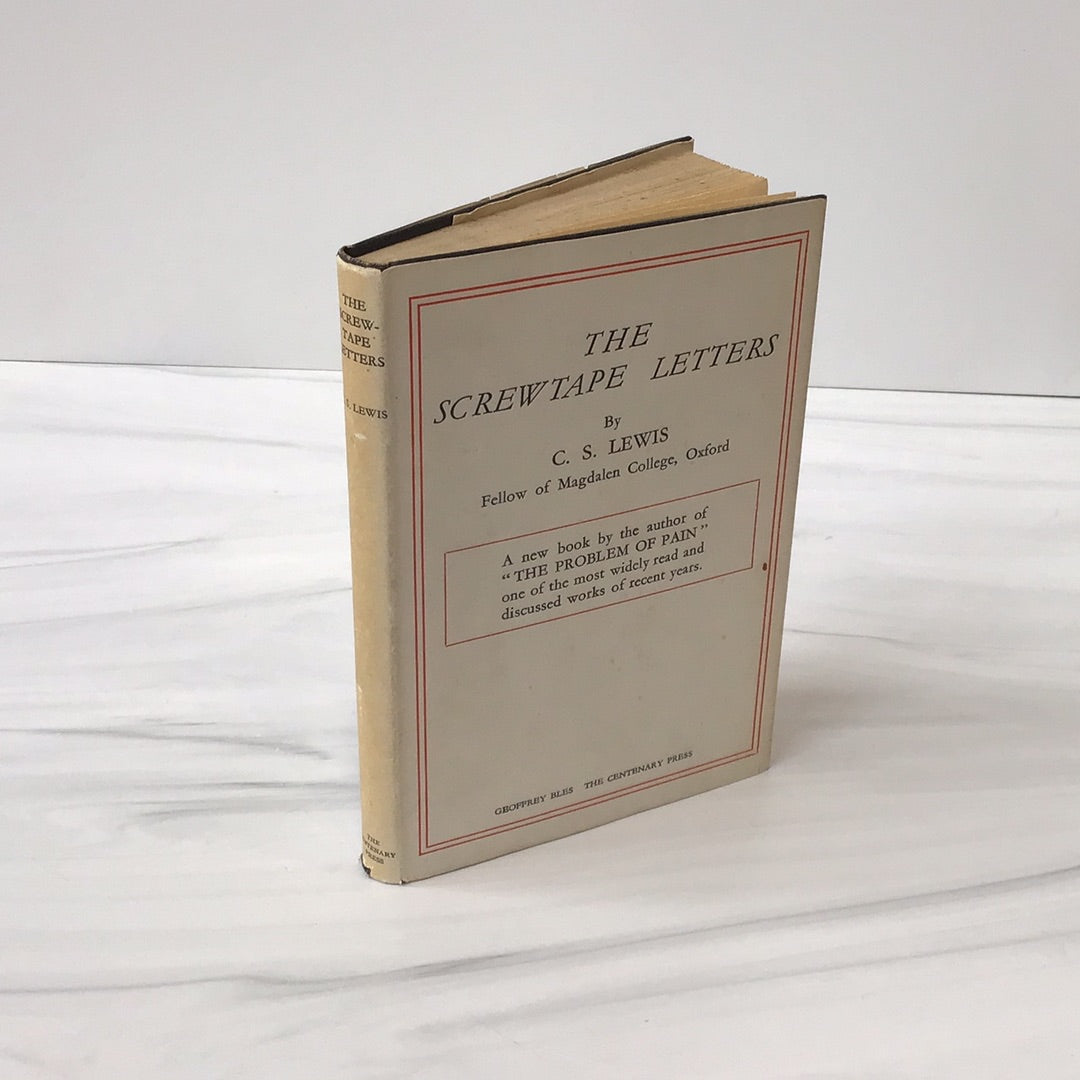 THE
SCREW-
TAPE
LETTERS
S. LEWIS
THE
CENTENARY
PRESS
THE
SCREWTAPE LETTERS
By
C. S. LEWIS
Fellow of Magdalen College, Oxford
A new book by the author of
“THE PROBLEM OF PAIN”
one of the most widely read and
discussed works of recent years.
GEOFFREY BLES THE CENTENARY PRESS